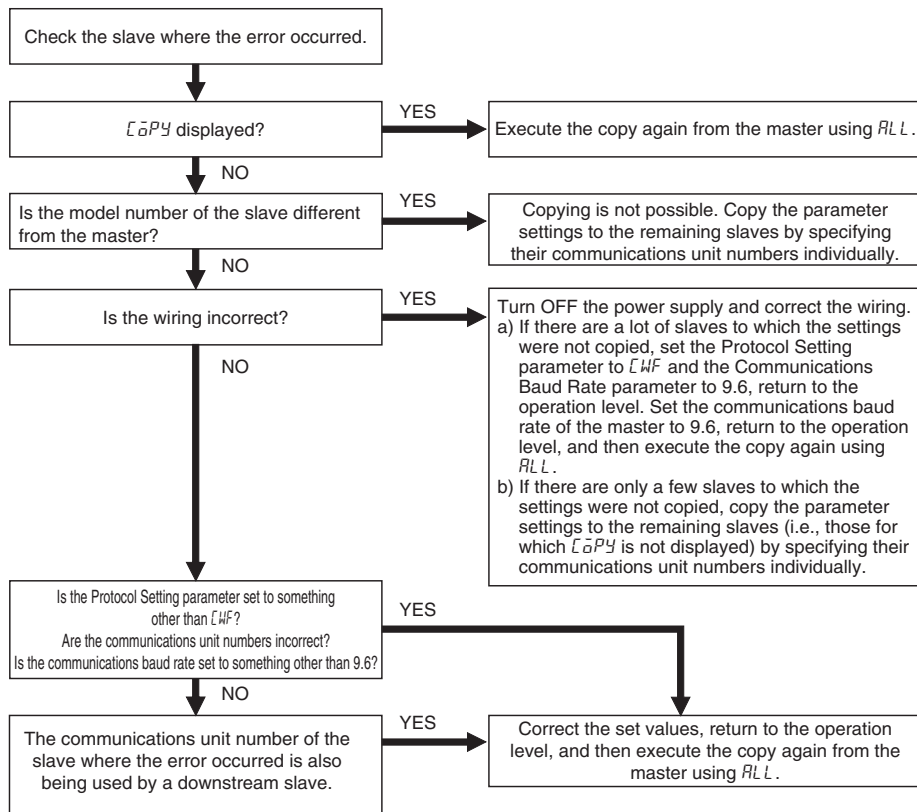 Check the slave where the error occurred.
CoPY displayed?
YES
Execute the copy again from the master using ALL.
NO
Is the model number of the slave different
from the master?
YES
Copying is not possible. Copy the parameter
settings to the remaining slaves by specifying
their communications unit numbers individually.
NO
Is the wiring incorrect?
YES
Turn OFF the power supply and correct the wiring.
a) If there are a lot of slaves to which the settings
were not copied, set the Protocol Setting
parameter to CWF and the Communications
Baud Rate parameter to 9.6, return to the
operation level. Set the communications baud
rate of the master to 9.6, return to the operation
level, and then execute the copy again using
ALL.
b) If there are only a few slaves to which the
settings were not copied, copy the parameter
settings to the remaining slaves (i.e., those for
which CoPY is not displayed) by specifying their
communications unit numbers individually.
NO
Is the Protocol Setting parameter set to something
other than CWF?
Are the communications unit numbers incorrect?
Is the communications baud rate set to something other than 9.6?
YES
NO
The communications unit number of the
slave where the error occurred is also
being used by a downstream slave.
YES
Correct the set values, return to the operation
level, and then execute the copy again from the
master using ALL.